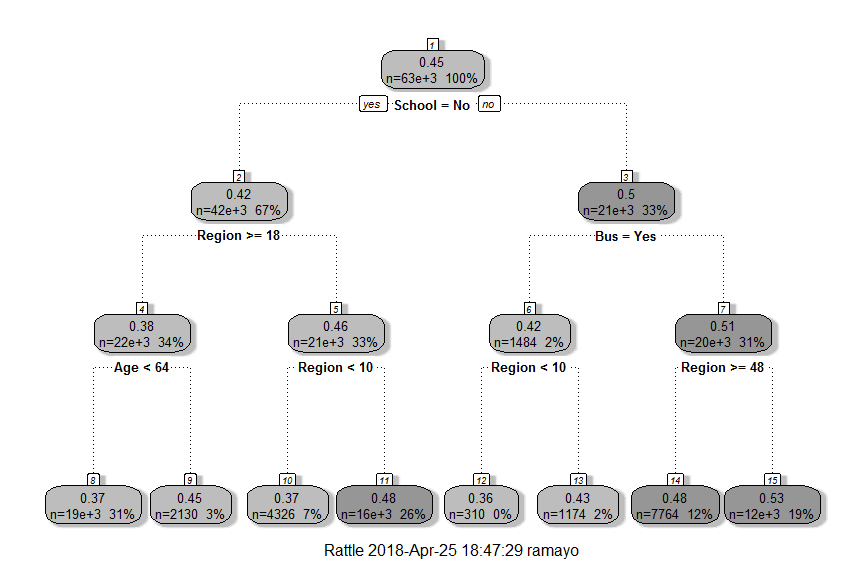 1
0.45
n=63e+3 100%
yes School = No no
2 3
0.42 0.5
n=42e+3 67% n=21e+3 33%
Region >= 18 Bus = Yes
4 5 6 7
0.38 0.46 0.42 0.51
n=22e+3 34% n=21e+3 33% n=1484 2% n=20e+3 31%
Age < 64 Region < 10 Region < 10 Region >= 48
8 9 10 11 12 13 14 15
0.37 0.45 0.37 0.48 0.36 0.43 0.48 0.53
n=19e+3 31% n=2130 3% n=4326 7% n=16e+3 26% n=310 0% n=1174 2% n=7764 12% n=12e+3 19%
Rattle 2018-Apr-25 18:47:29 ramayo